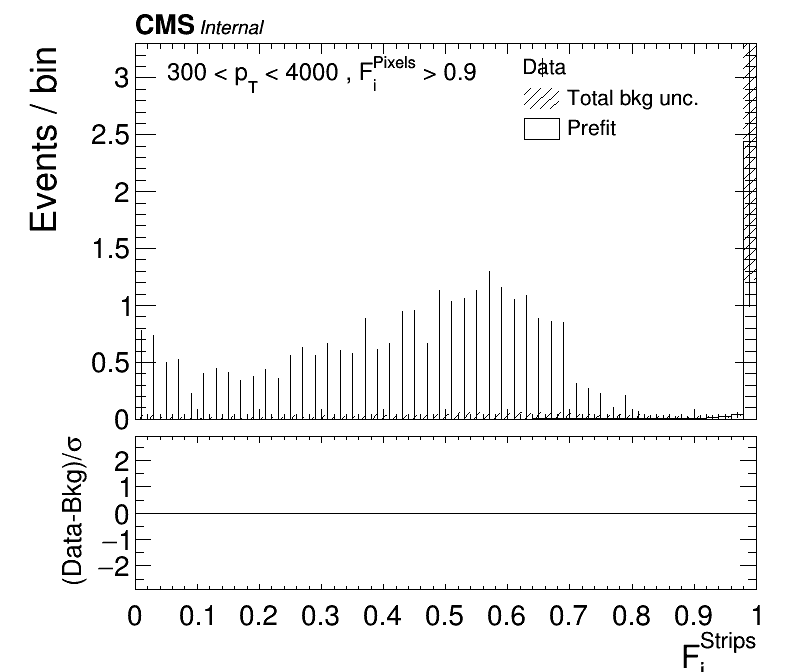 CMS Internal
300 < p_T < 4000 , F_i^Pixels > 0.9
Data
Total bkg unc.
Prefit
Events / bin
3
2.5
2
1.5
1
0.5
0
(Data-Bkg)/σ
2
1
0
−1
−2
0 0.1 0.2 0.3 0.4 0.5 0.6 0.7 0.8 0.9 1
F_i^Strips